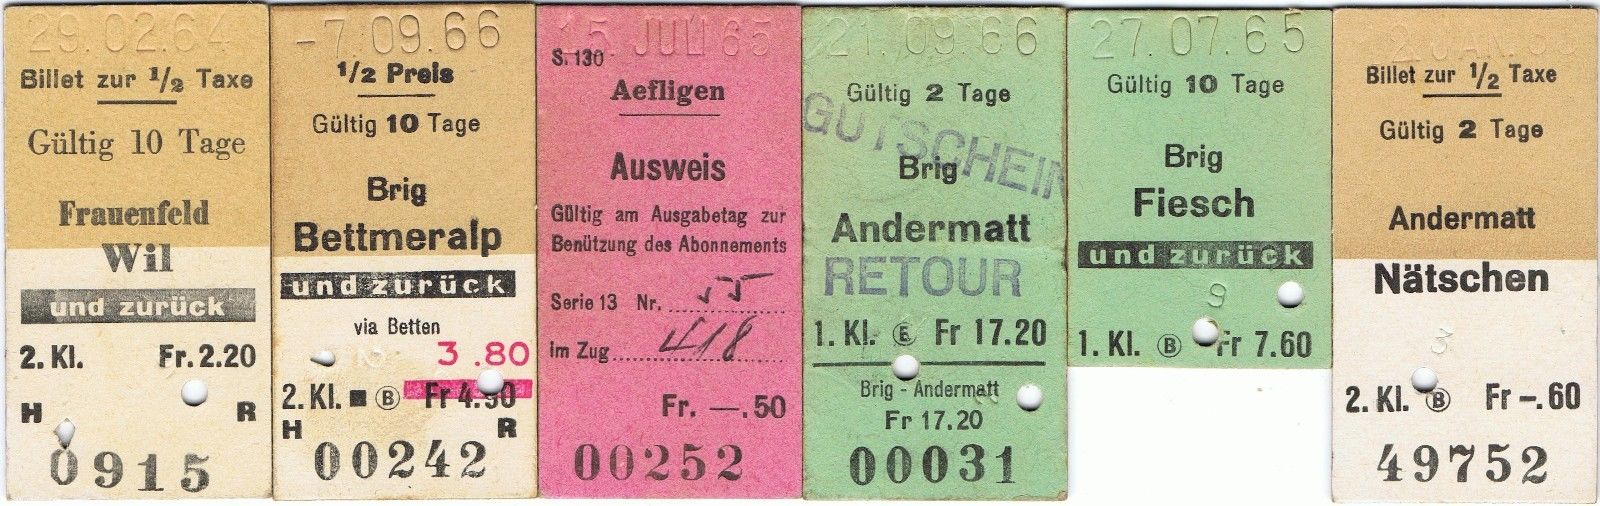 29.02.64
Billet zur 1/2 Taxe
Gültig 10 Tage
Frauenfeld
Wil
und zurück
2. Kl. Fr. 2.20
H R
0915
-7.09.66
1/2 Preis
Gültig 10 Tage
Brig
Bettmeralp
und zurück
via Betten
3.80
2. Kl. ■ Ⓑ Fr 4.90
H R
00242
15 JULI 65
S. 130
Aefligen
Ausweis
Gültig am Ausgabetag zur
Benützung des Abonnements
Serie 13 Nr. 55
im Zug 418
Fr. —.50
00252
21.09.66
Gültig 2 Tage
GUTSCHEIN
Brig
Andermatt
RETOUR
1. Kl. Ⓔ Fr 17.20
Brig - Andermatt
Fr 17.20
00031
27.07.65
Gültig 10 Tage
Brig
Fiesch
und zurück
9
1. Kl. Ⓑ Fr 7.60
Billet zur 1/2 Taxe
Gültig 2 Tage
Andermatt
Nätschen
3
2. Kl. Ⓑ Fr -.60
49752